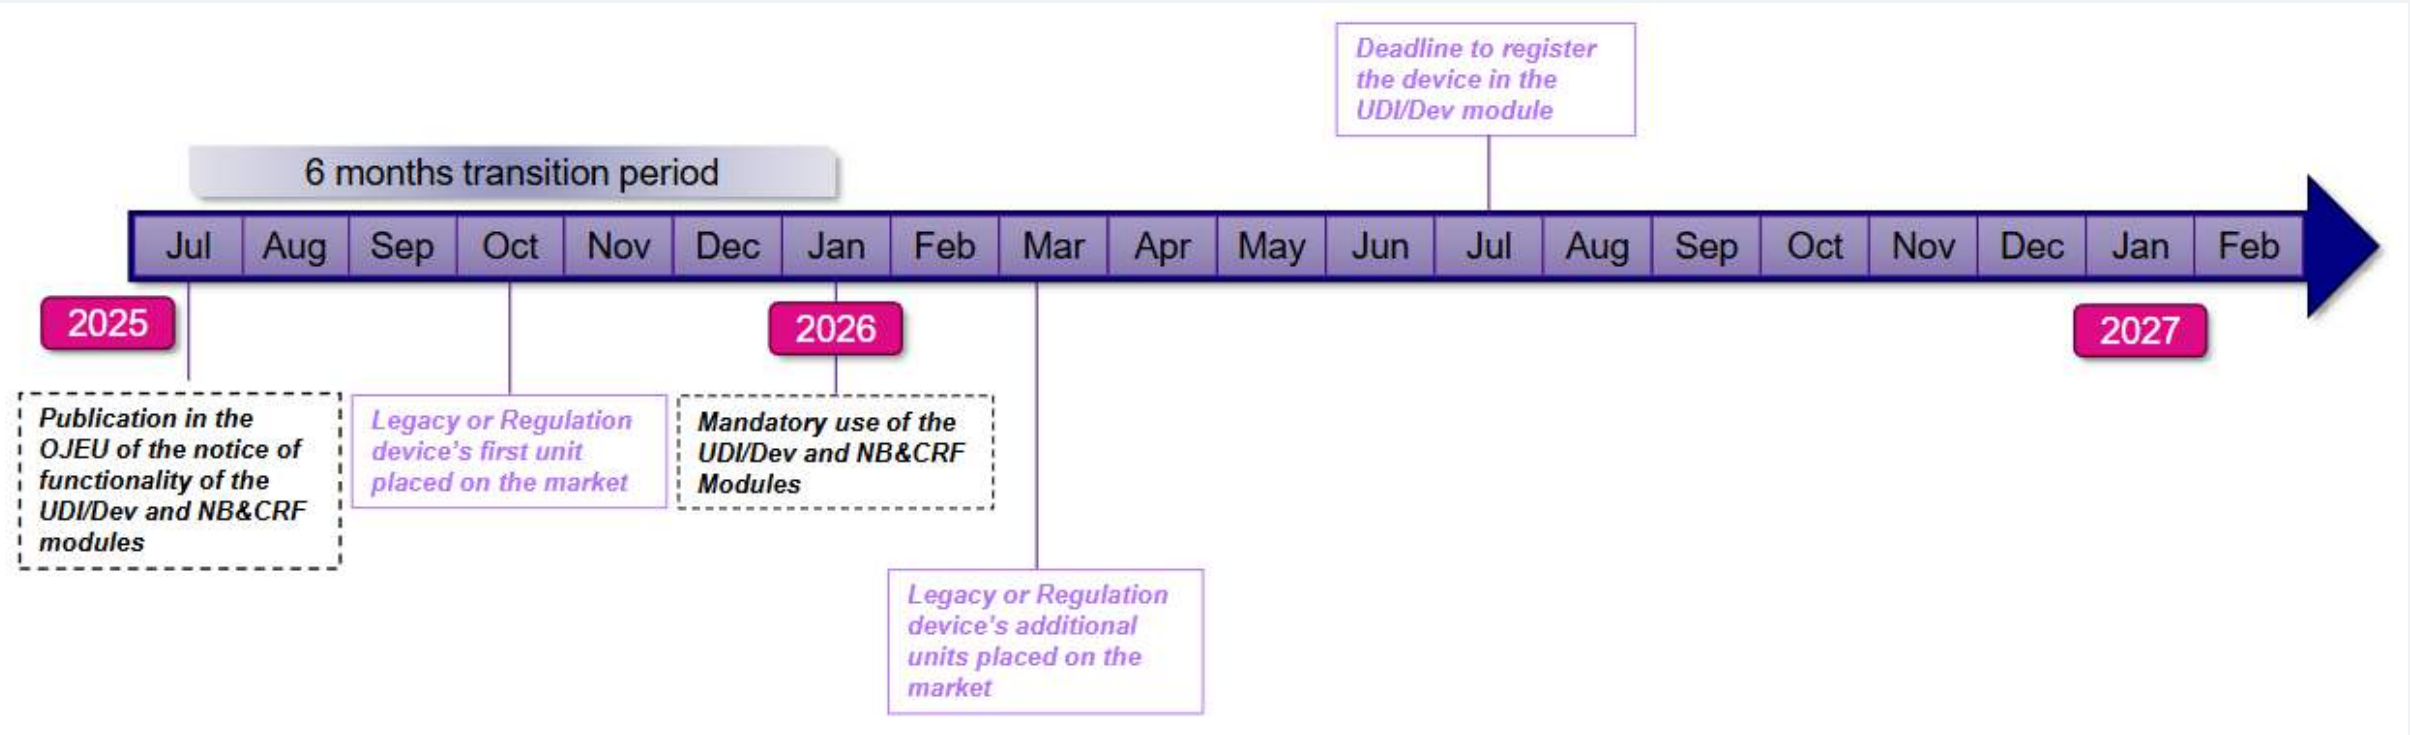 Deadline to register
the device in the
UDI/Dev module
6 months transition period
Jul Aug Sep Oct Nov Dec Jan Feb Mar Apr May Jun Jul Aug Sep Oct Nov Dec Jan Feb
2025
2026
2027
Publication in the
OJEU of the notice of
functionality of the
UDI/Dev and NB&CRF
modules
Legacy or Regulation
device's first unit
placed on the market
Mandatory use of the
UDI/Dev and NB&CRF
Modules
Legacy or Regulation
device's additional
units placed on the
market